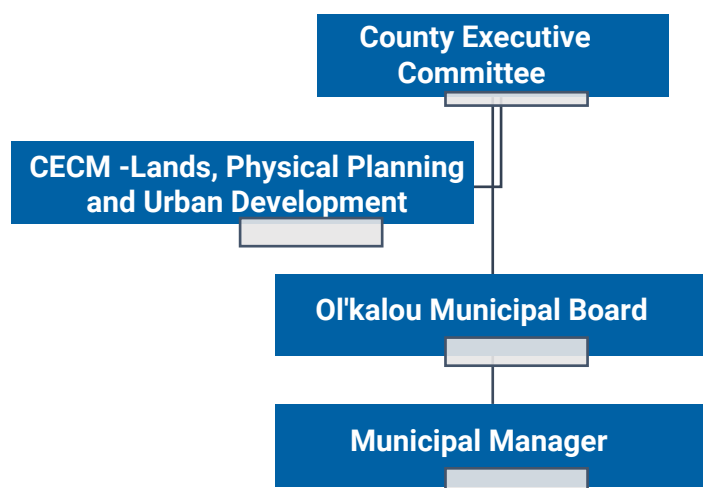 County Executive
Committee
CECM -Lands, Physical Planning
and Urban Development
Ol'kalou Municipal Board
Municipal Manager